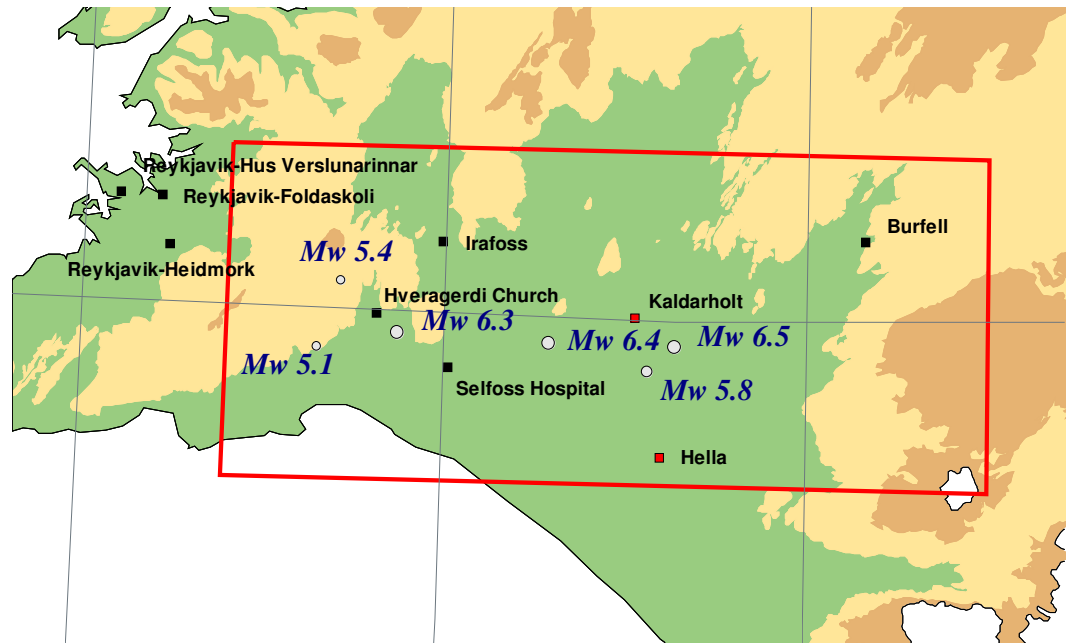 Reykjavik-Hus Verslunarinnar
Reykjavik-Foldaskoli
Burfell
Irafoss
Mw 5.4
Reykjavik-Heidmork
Hveragerdi Church
Kaldarholt
Mw 6.3
Mw 6.4
Mw 6.5
Mw 5.1
Selfoss Hospital
Mw 5.8
Hella